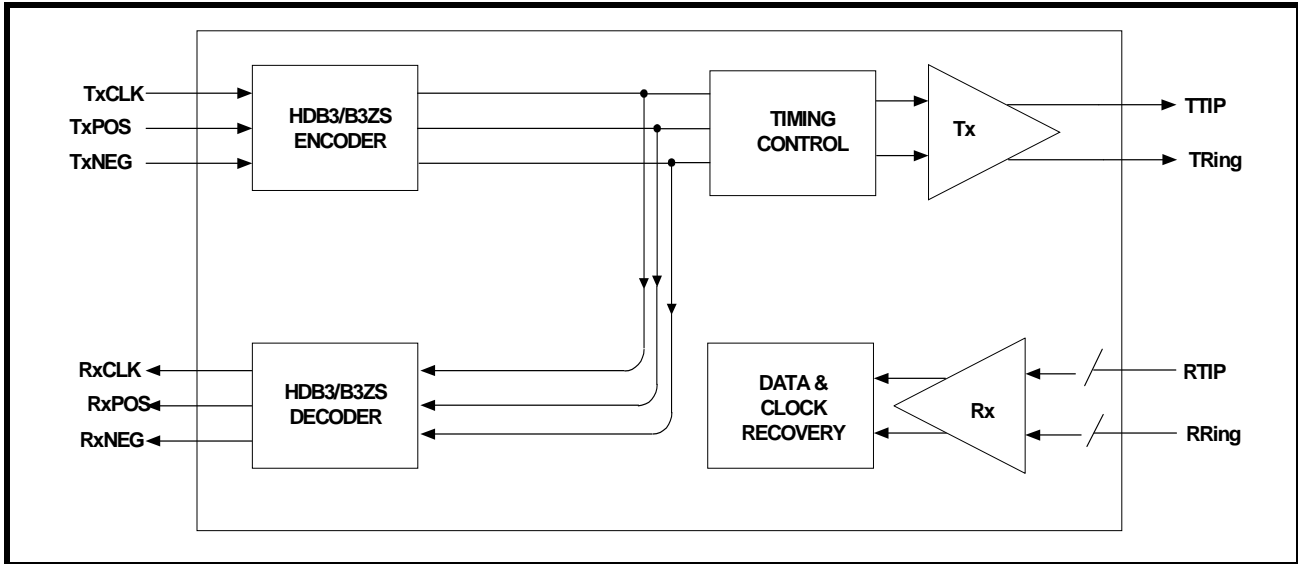 TxCLK
TxPOS
TxNEG
HDB3/B3ZS
ENCODER
TIMING
CONTROL
Tx
TTIP
TRing
RxCLK
RxPOS
RxNEG
HDB3/B3ZS
DECODER
DATA &
CLOCK
RECOVERY
Rx
RTIP
RRing